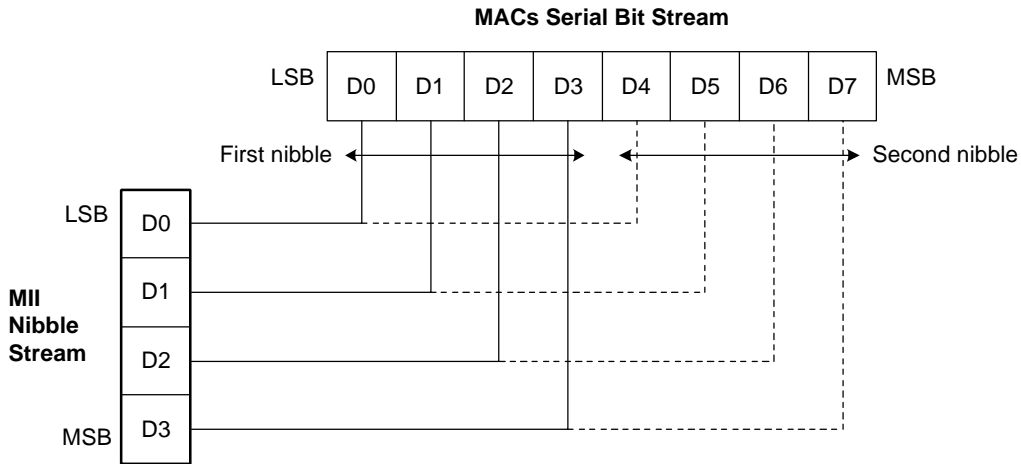 MACs Serial Bit Stream
LSB D0 D1 D2 D3 D4 D5 D6 D7 MSB
First nibble Second nibble
LSB D0
D1
MII
Nibble
Stream
D2
MSB D3